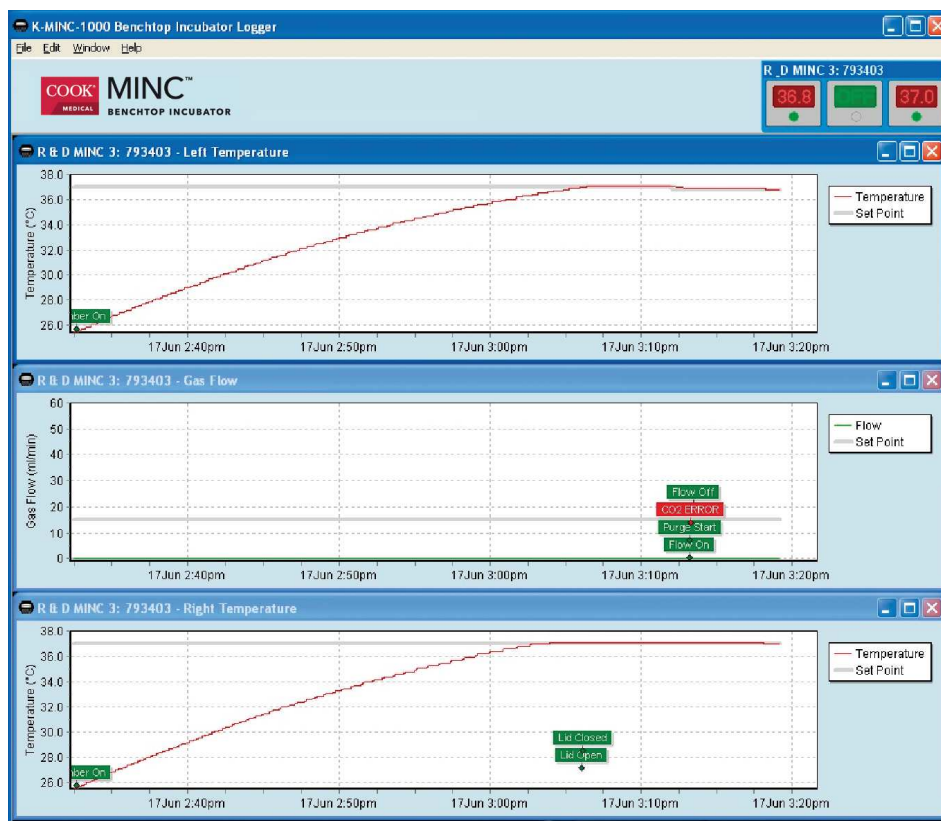 K-MINC-1000 Benchtop Incubator Logger
File Edit Window Help
COOK®
MEDICAL
MINC™
BENCHTOP INCUBATOR
R_D MINC 3: 793403
36.8 OFF 37.0
R & D MINC 3: 793403 - Left Temperature
Temperature (°C)
38.0
36.0
34.0
32.0
30.0
28.0
26.0
nber On
17Jun 2:40pm 17Jun 2:50pm 17Jun 3:00pm 17Jun 3:10pm 17Jun 3:20pm
Temperature
Set Point
R & D MINC 3: 793403 - Gas Flow
Gas Flow (ml/min)
60
50
40
30
20
10
0
Flow Off
CO2 ERROR
Purge Start
Flow On
17Jun 2:40pm 17Jun 2:50pm 17Jun 3:00pm 17Jun 3:10pm 17Jun 3:20pm
Flow
Set Point
R & D MINC 3: 793403 - Right Temperature
Temperature (°C)
38.0
36.0
34.0
32.0
30.0
28.0
26.0
nber On
Lid Closed
Lid Open
17Jun 2:40pm 17Jun 2:50pm 17Jun 3:00pm 17Jun 3:10pm 17Jun 3:20pm
Temperature
Set Point